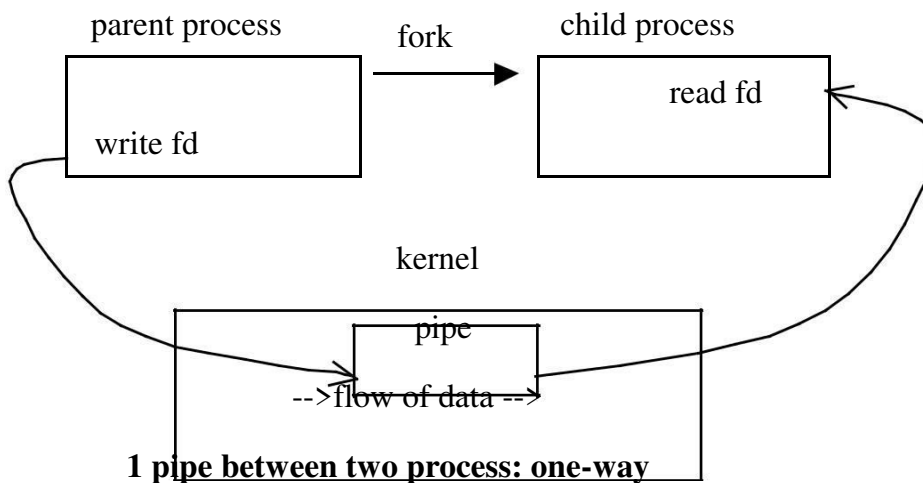 parent process
fork
child process
read fd
write fd
kernel
pipe
-->flow of data -->
1 pipe between two process: one-way